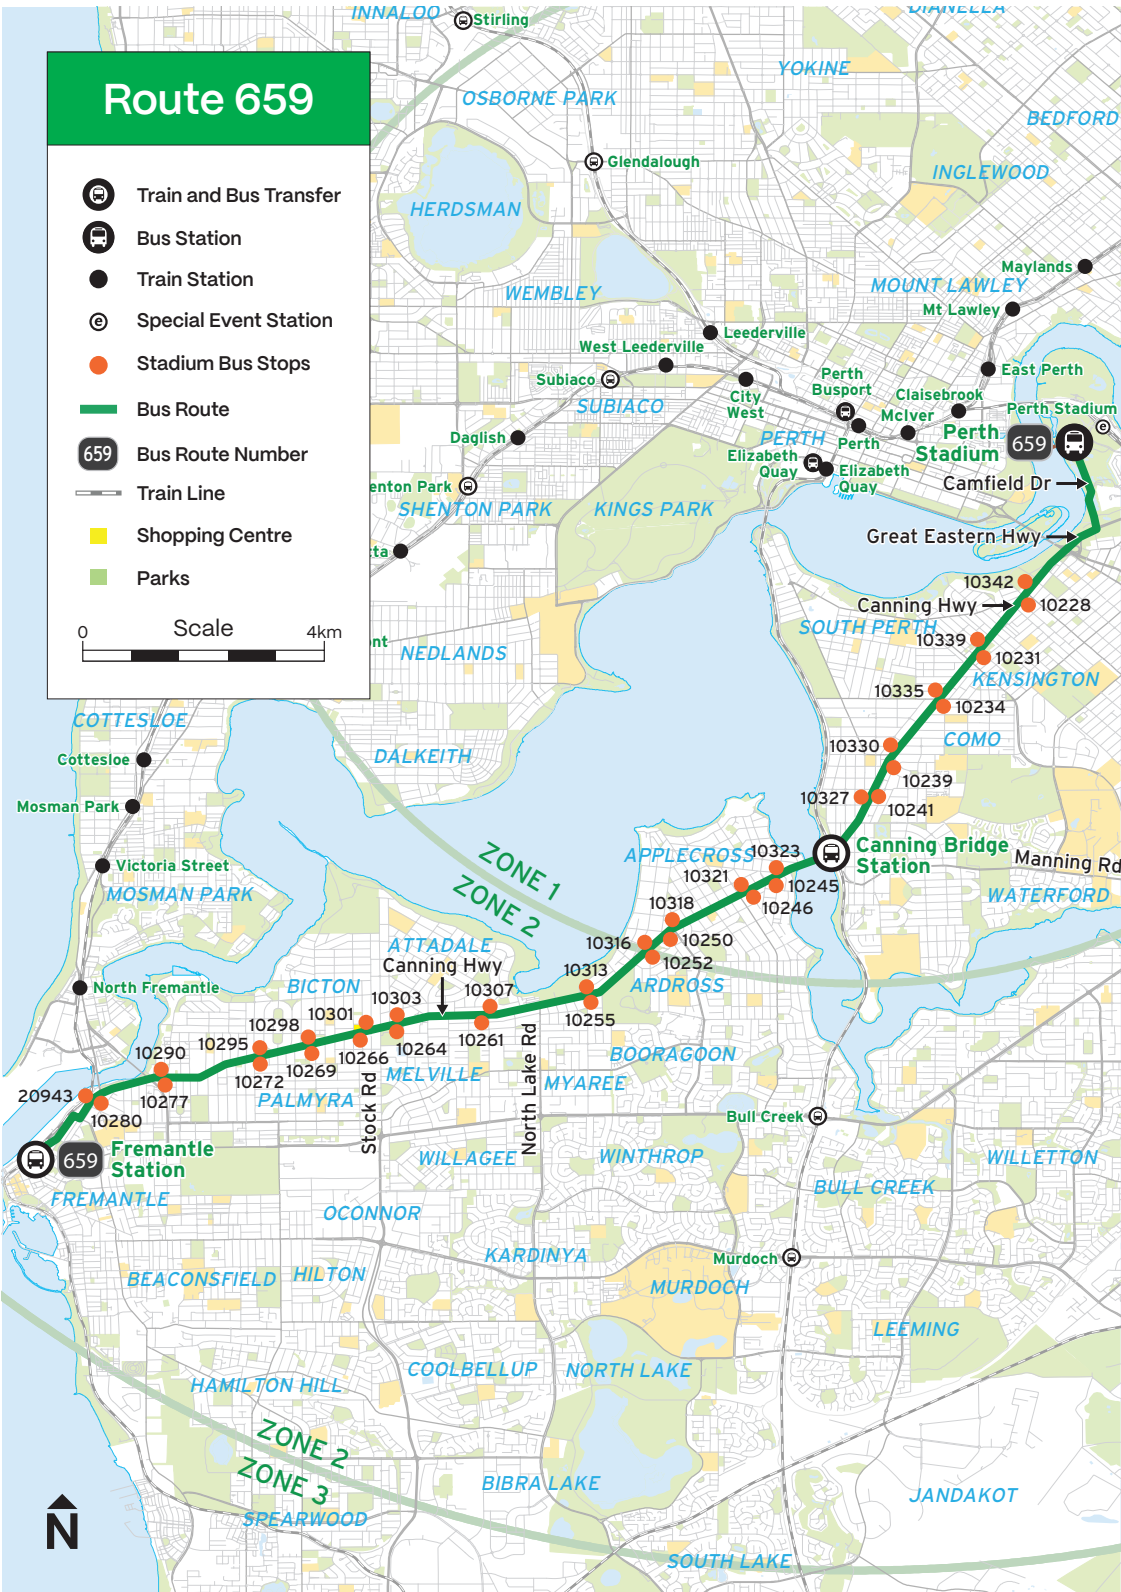 Route 659
Train and Bus Transfer
Bus Station
Train Station
e
Special Event Station
Stadium Bus Stops
Bus Route
659
Bus Route Number
Train Line
Shopping Centre
Parks
0
Scale
4km
INNALOO
Stirling
DIANELLA
YOKINE
OSBORNE PARK
BEDFORD
Glendalough
INGLEWOOD
HERDSMAN
Maylands
MOUNT LAWLEY
WEMBLEY
Mt Lawley
Leederville
West Leederville
East Perth
Subiaco
Perth
Busport
Claisebrook
City
West
SUBIACO
McIver
Perth Stadium
e
Daglish
PERTH
Perth
Perth
Stadium
659
Elizabeth
Quay
Elizabeth
Quay
enton Park
Camfield Dr
SHENTON PARK
KINGS PARK
Great Eastern Hwy
tta
10342
Canning Hwy
10228
SOUTH PERTH
10339
ont
NEDLANDS
10231
KENSINGTON
10335
10234
COTTESLOE
10330
COMO
Cottesloe
DALKEITH
10239
10327
10241
Mosman Park
Canning Bridge
Station
APPLECROSS
10323
ZONE 1
Manning Rd
Victoria Street
10321
10245
MOSMAN PARK
ZONE 2
10318
10246
WATERFORD
10316
10250
ATTADALE
Canning Hwy
10252
10313
ARDROSS
North Fremantle
BICTON
10303
10307
10301
10255
10298
10295
10261
10264
10290
10266
BOORAGOON
10269
10272
MELVILLE
MYAREE
20943
10277
PALMYRA
Stock Rd
North Lake Rd
10280
Bull Creek
659
Fremantle
Station
WILLAGEE
WINTHROP
WILLETTON
FREMANTLE
BULL CREEK
OCONNOR
KARDINYA
Murdoch
BEACONSFIELD
HILTON
MURDOCH
LEEMING
COOLBELLUP
NORTH LAKE
HAMILTON HILL
ZONE 2
ZONE 3
BIBRA LAKE
JANDAKOT
SPEARWOOD
N
SOUTH LAKE